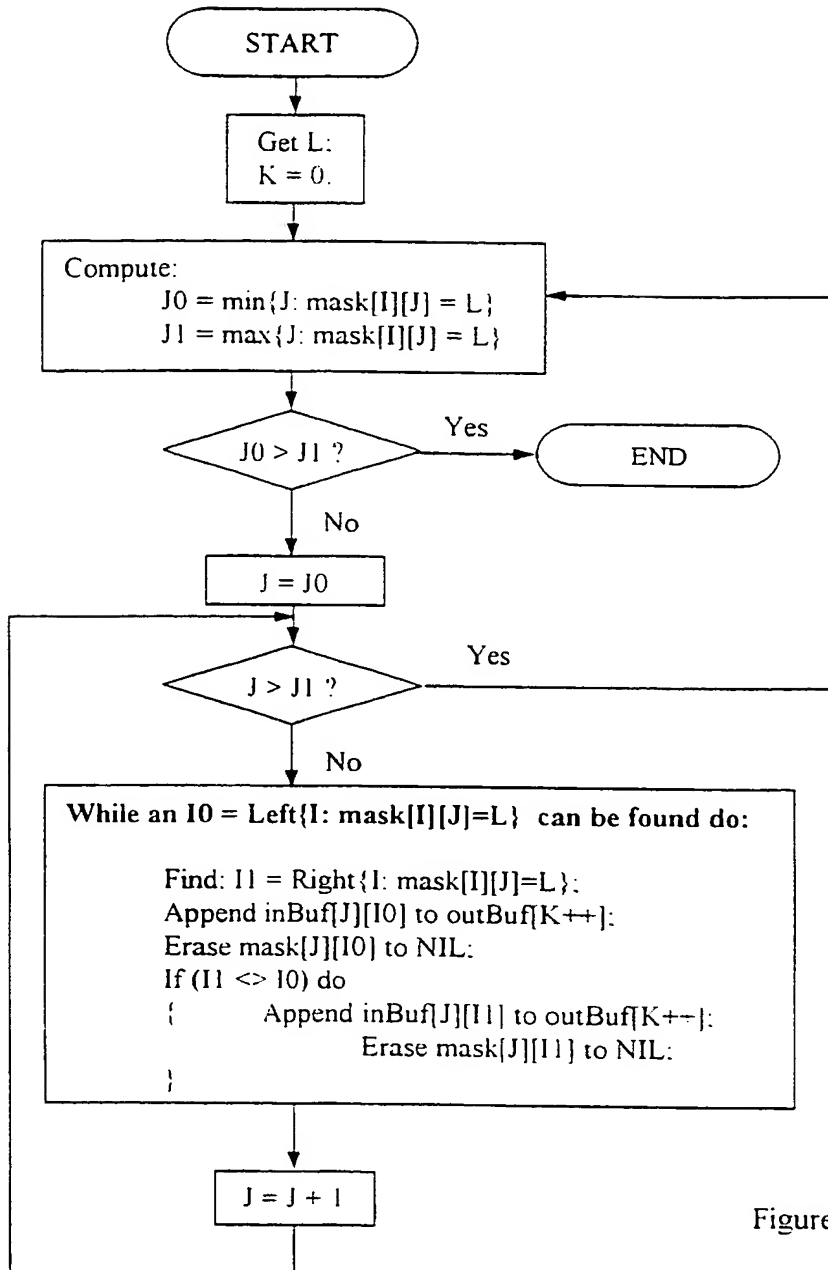 START
Get L;
K = 0.
Compute:
J0 = min{J: mask[I][J] = L}
J1 = max{J: mask[I][J] = L}
J0 > J1 ?
Yes
END
No
J = J0
J > J1 ?
Yes
No
While an I0 = Left{I: mask[I][J]=L} can be found do:
Find: I1 = Right{I: mask[I][J]=L};
Append inBuf[J][I0] to outBuf[K++];
Erase mask[J][I0] to NIL;
If (I1 <> I0) do
{ Append inBuf[J][I1] to outBuf[K++];
Erase mask[J][I1] to NIL;
}
J = J + 1
Figure